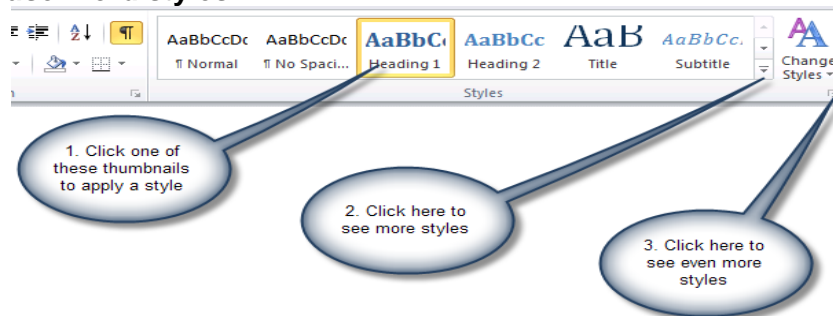 AaBbCcDc AaBbCcDc AaBbC AaBbCc AaB AaBbCc.
¶ Normal ¶ No Spaci... Heading 1 Heading 2 Title Subtitle
Change
Styles
Styles
1. Click one of
these thumbnails
to apply a style
2. Click here to
see more styles
3. Click here to
see even more
styles